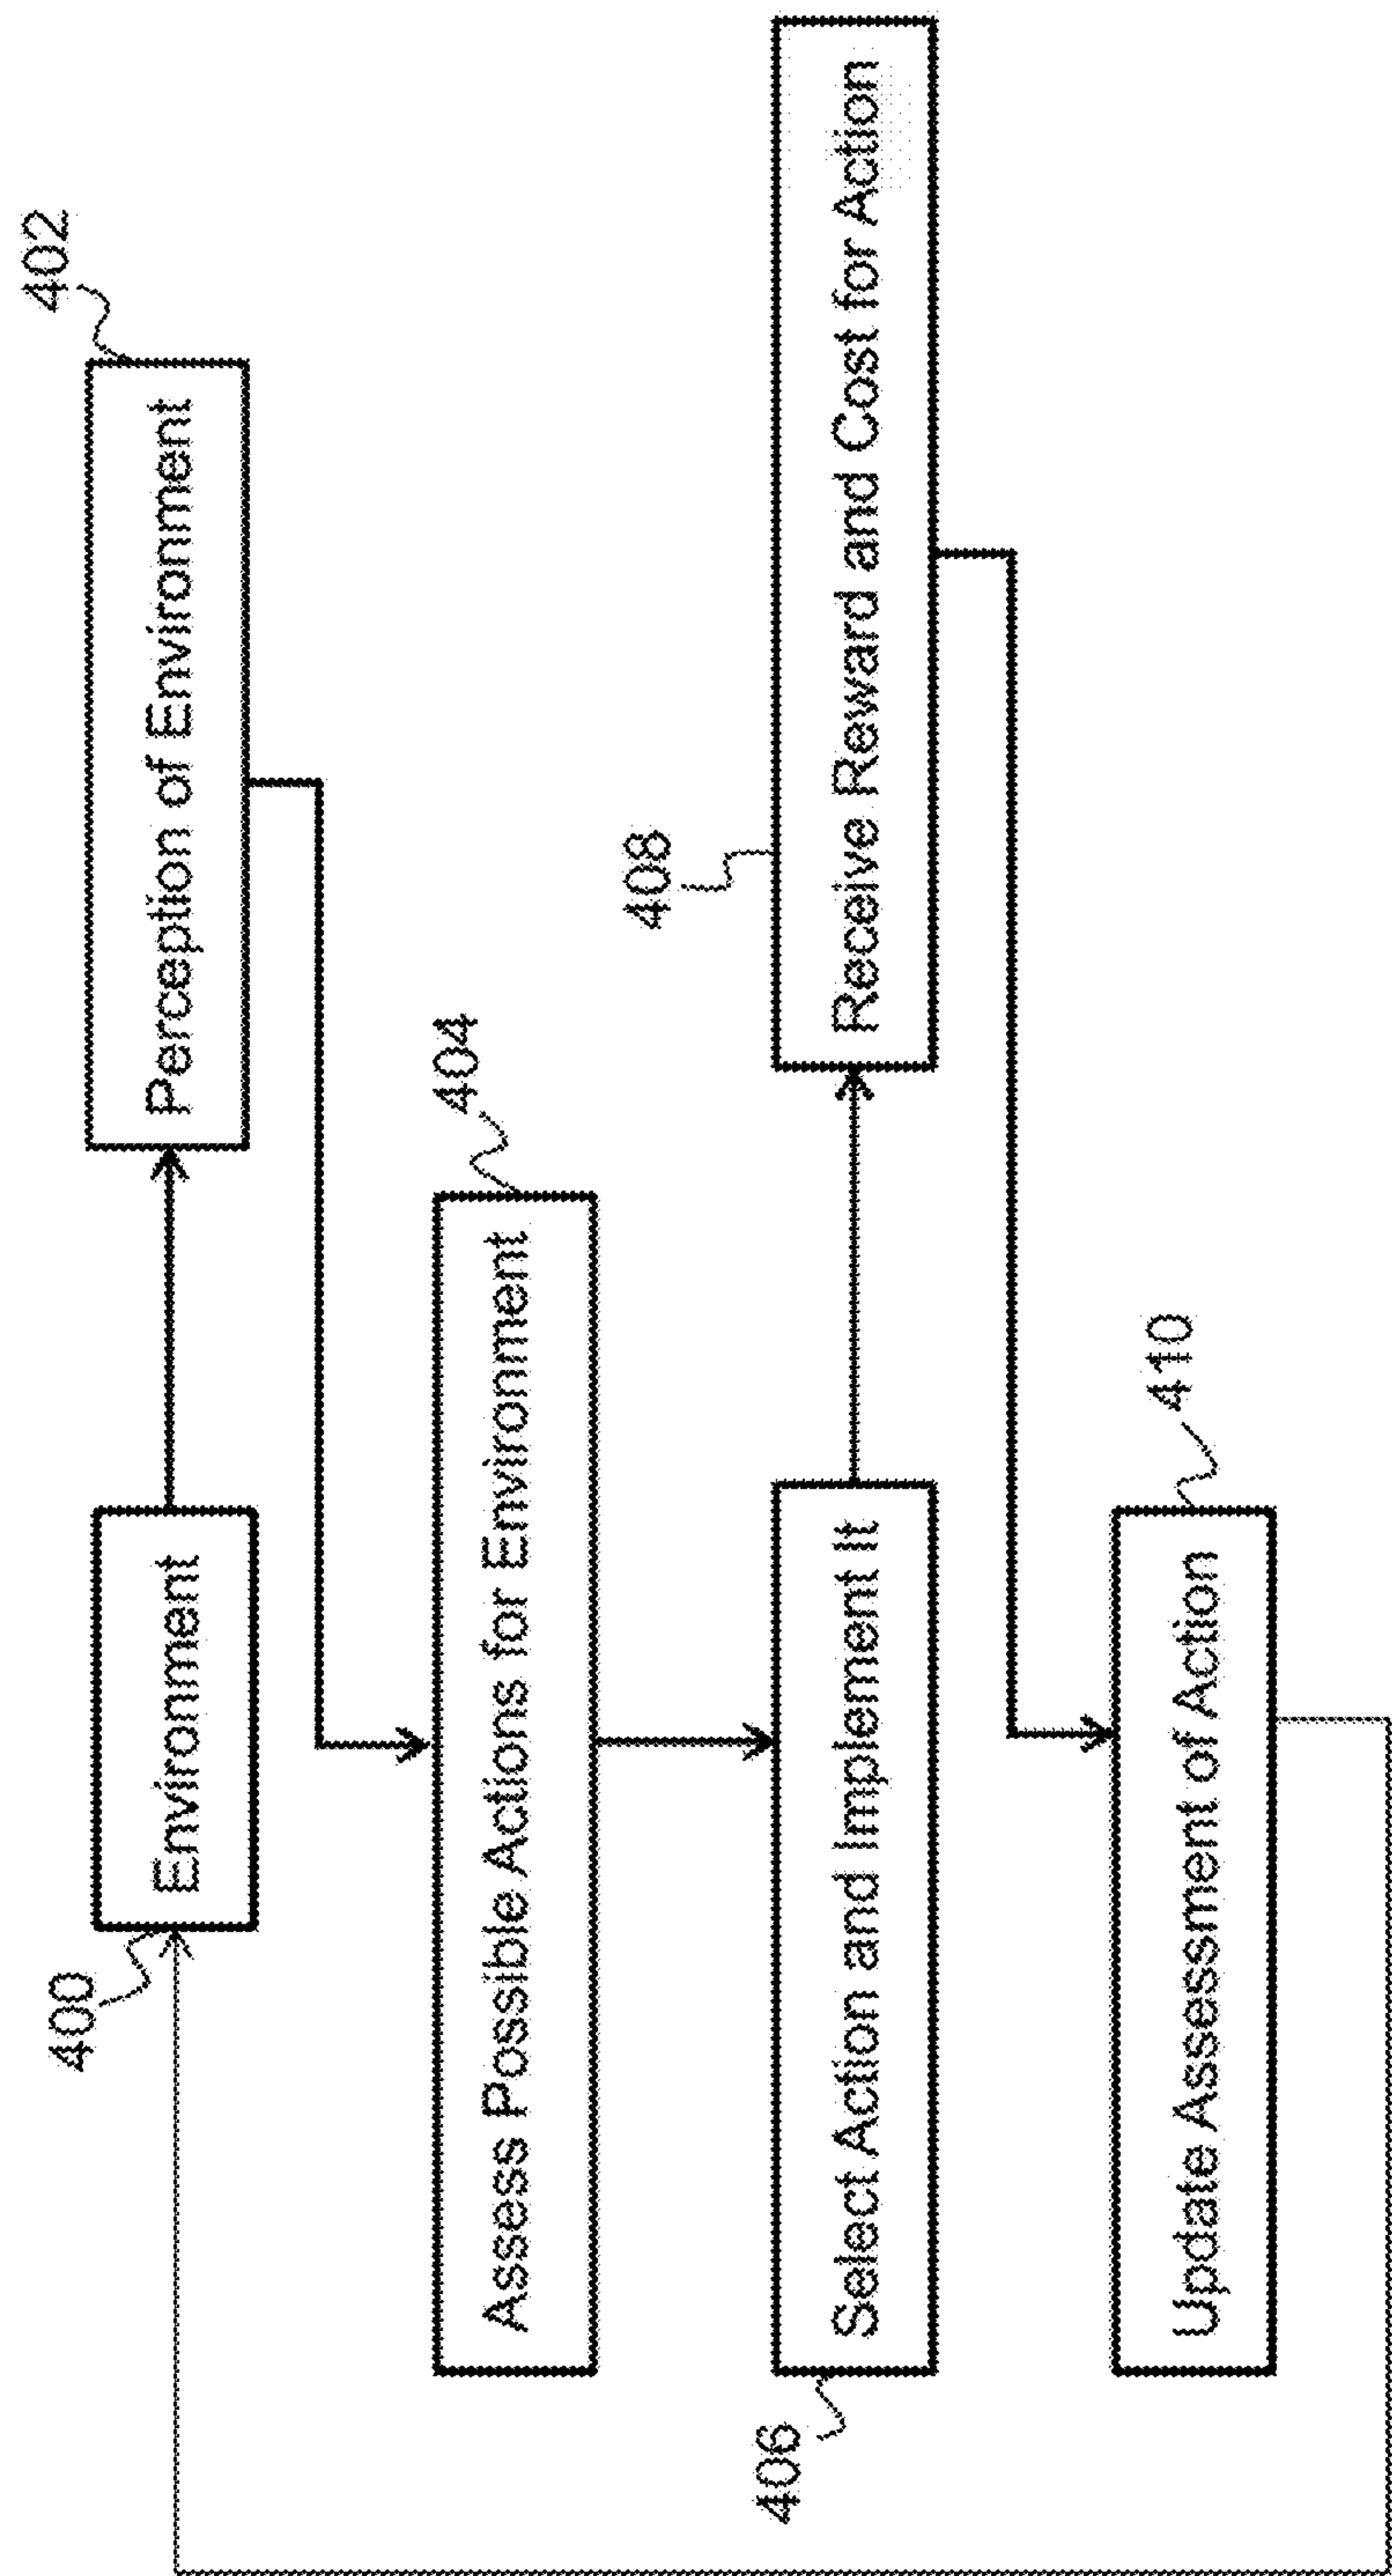 400
Environment
Perception of Environment
402
Assess Possible Actions for Environment
404
406
Select Action and Implement It
408
Receive Reward and Cost for Action
Update Assessment of Action
410